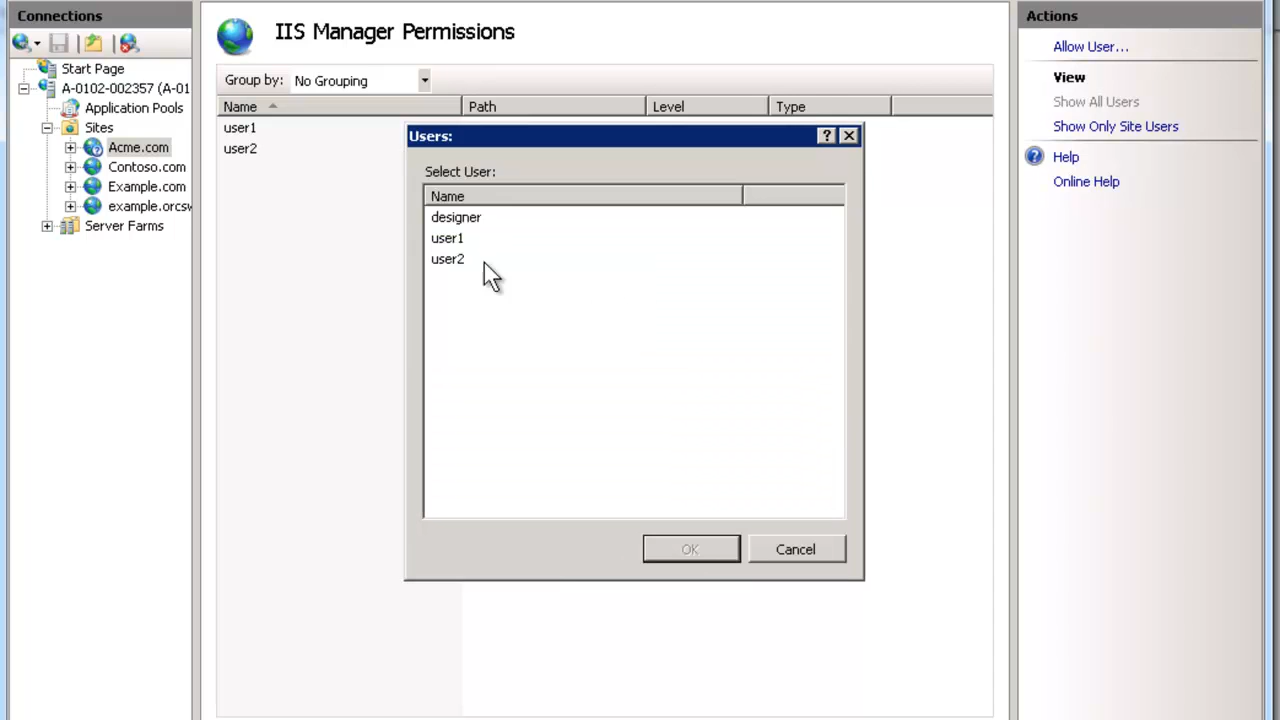 Connections
Start Page
A-0102-002357 (A-01
Application Pools
Sites
Acme.com
Contoso.com
Example.com
example.orcsw
Server Farms
IIS Manager Permissions
Group by: No Grouping
Name Path Level Type
user1
user2
Users:
Select User:
Name
designer
user1
user2
OK Cancel
Actions
Allow User...
View
Show All Users
Show Only Site Users
Help
Online Help